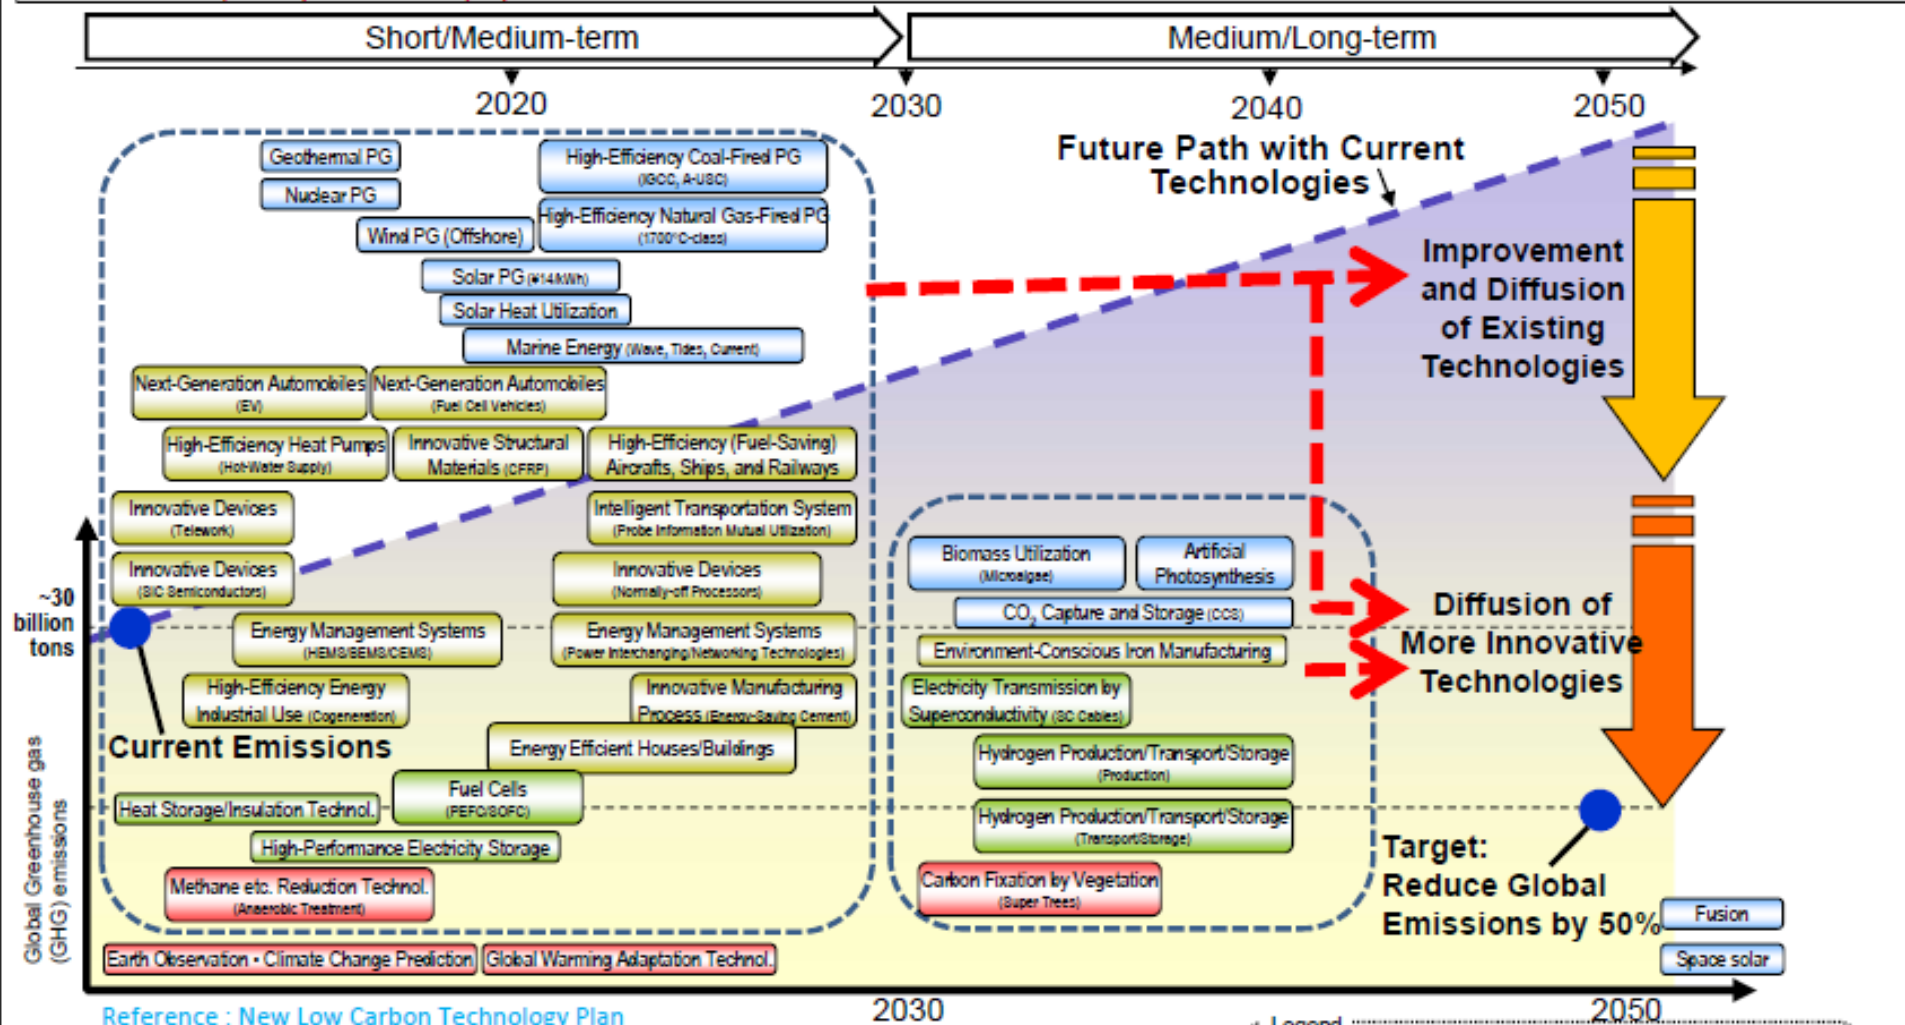 Short/Medium-term
Medium/Long-term
2020
2030
2040
2050
Geothermal PG
High-Efficiency Coal-Fired PG
(IGCC, A-USC)
Nuclear PG
High-Efficiency Natural Gas-Fired PG
(1700°C-class)
Wind PG (Offshore)
Solar PG (¥14/kWh)
Solar Heat Utilization
Marine Energy (Wave, Tides, Current)
Next-Generation Automobiles
(EV)
Next-Generation Automobiles
(Fuel Cell Vehicles)
High-Efficiency Heat Pumps
(Hot-Water Supply)
Innovative Structural
Materials (CFRP)
High-Efficiency (Fuel-Saving)
Aircrafts, Ships, and Railways
Innovative Devices
(Telework)
Intelligent Transportation System
(Probe Information Mutual Utilization)
Innovative Devices
(SiC Semiconductors)
Innovative Devices
(Normally-off Processors)
Energy Management Systems
(HEMS/BEMS/CEMS)
Energy Management Systems
(Power Interchanging/Networking Technologies)
High-Efficiency Energy
Industrial Use (Cogeneration)
Innovative Manufacturing
Process (Energy-Saving Cement)
Energy Efficient Houses/Buildings
Fuel Cells
(PEFC/SOFC)
Heat Storage/Insulation Technol.
High-Performance Electricity Storage
Methane etc. Reduction Technol.
(Anaerobic Treatment)
Earth Observation • Climate Change Prediction
Global Warming Adaptation Technol.
~30
billion
tons
Current Emissions
Global Greenhouse gas
(GHG) emissions
Future Path with Current
Technologies
Improvement
and Diffusion
of Existing
Technologies
Biomass Utilization
(Microalgae)
Artificial
Photosynthesis
CO2 Capture and Storage (CCS)
Environment-Conscious Iron Manufacturing
Electricity Transmission by
Superconductivity (SC Cables)
Hydrogen Production/Transport/Storage
(Production)
Hydrogen Production/Transport/Storage
(Transport/Storage)
Carbon Fixation by Vegetation
(Super Trees)
Diffusion of
More Innovative
Technologies
Target:
Reduce Global
Emissions by 50%
Fusion
Space solar
2030
2050
Reference : New Low Carbon Technology Plan
Legend